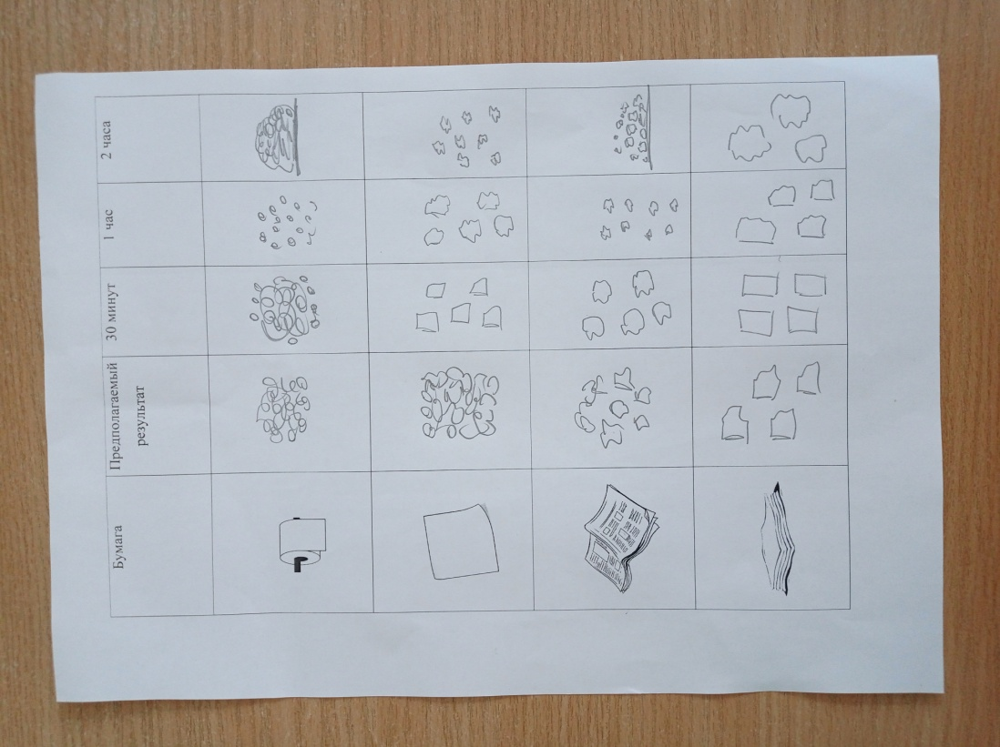 Бумага
Предполагаемый
результат
30 минут
1 час
2 часа